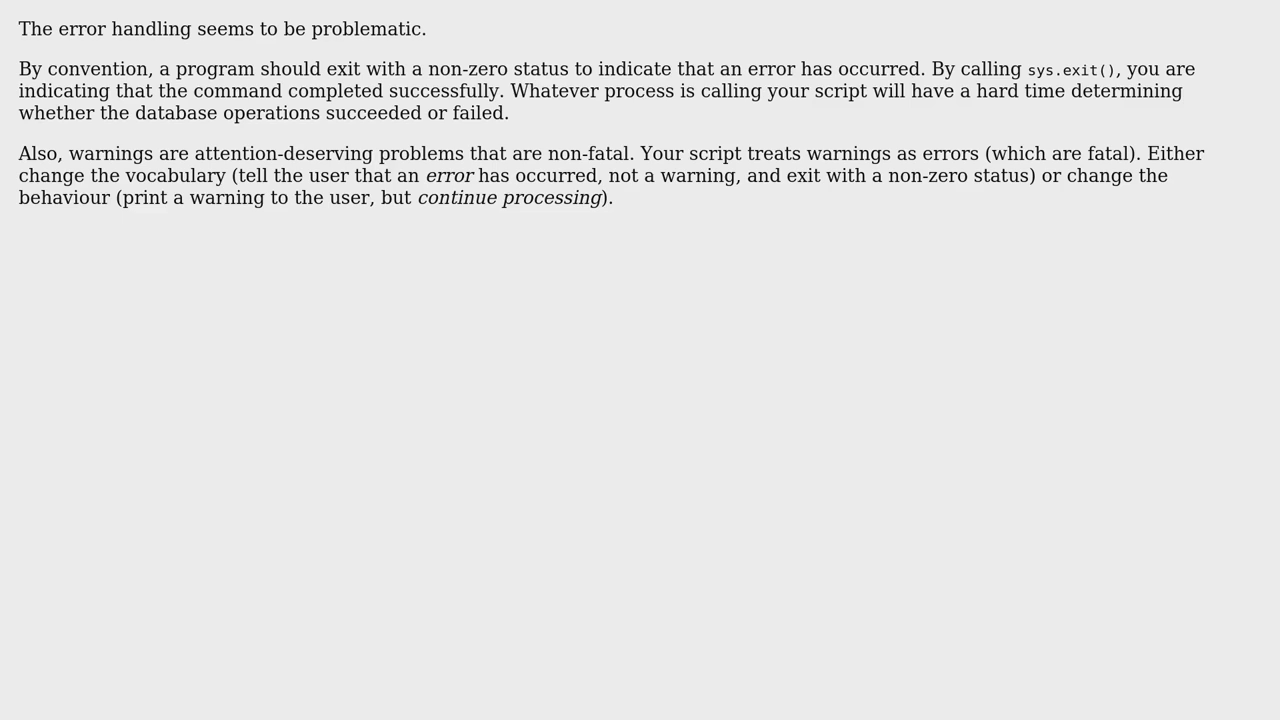 The error handling seems to be problematic.
By convention, a program should exit with a non-zero status to indicate that an error has occurred. By calling sys.exit(), you are
indicating that the command completed successfully. Whatever process is calling your script will have a hard time determining
whether the database operations succeeded or failed.
Also, warnings are attention-deserving problems that are non-fatal. Your script treats warnings as errors (which are fatal). Either
change the vocabulary (tell the user that an error has occurred, not a warning, and exit with a non-zero status) or change the
behaviour (print a warning to the user, but continue processing).